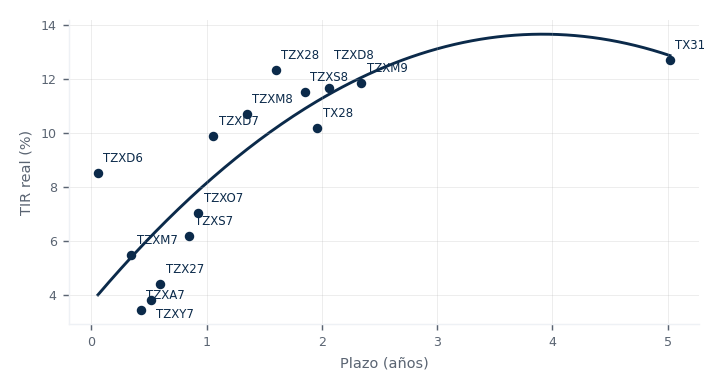 14
TX31
TZX28
TZXD8
TZXM9
12
TZXS8
TZXM8
TZXD7
TX28
10
TZXD6
8
TZXO7
TZXS7
6
TZXM7
TZX27
4
TZXA7
TZXY7
TIR real (%)
0
1
2
3
4
5
Plazo (años)